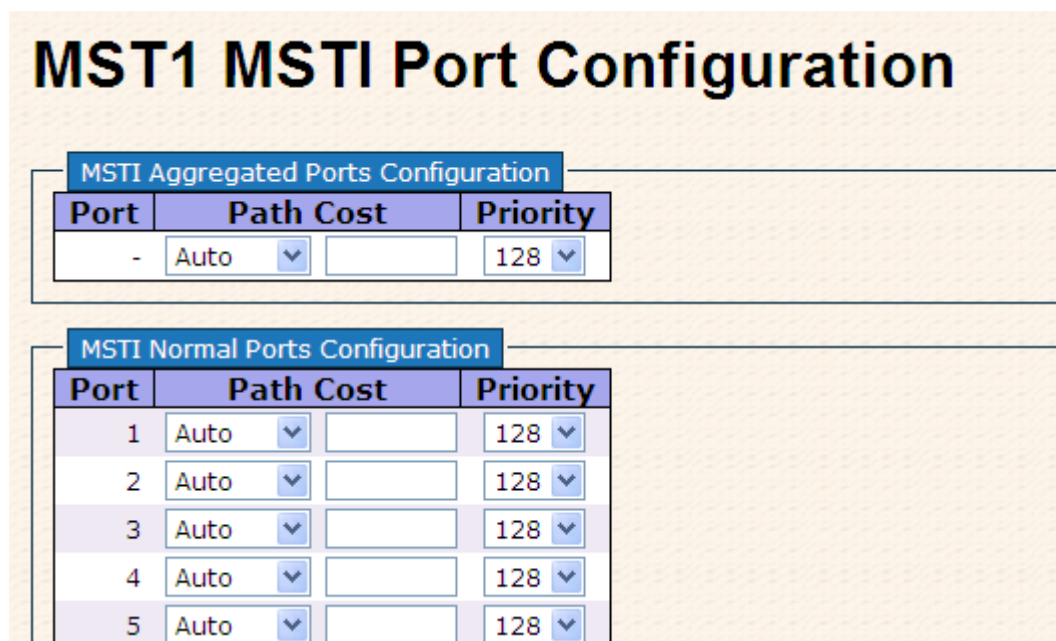 MST1 MSTI Port Configuration
MSTI Aggregated Ports Configuration
Port Path Cost Priority
- Auto 128
MSTI Normal Ports Configuration
Port Path Cost Priority
1 Auto 128
2 Auto 128
3 Auto 128
4 Auto 128
5 Auto 128